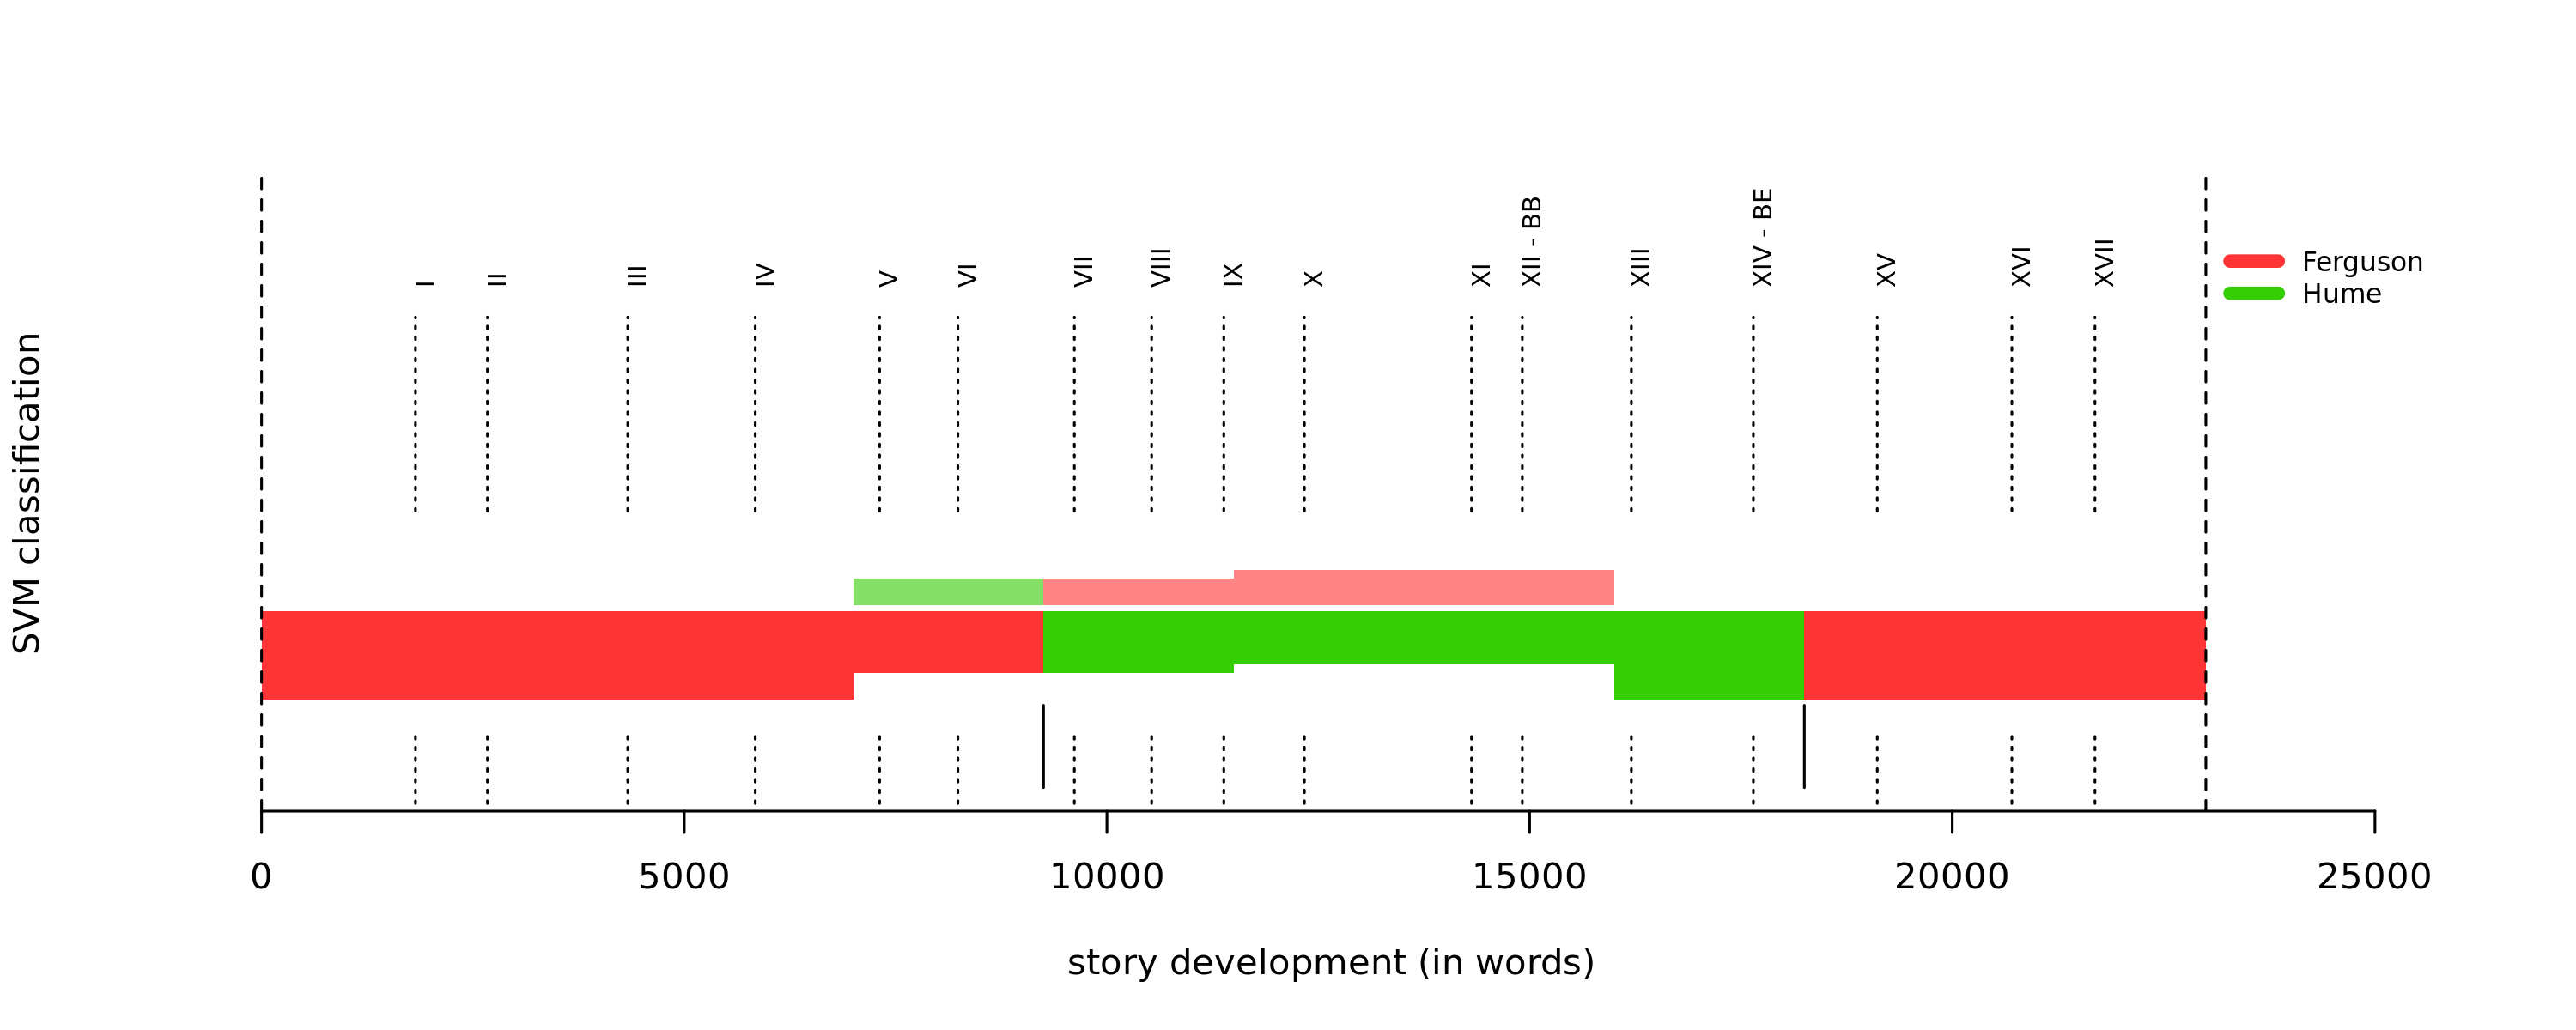 I
II
III
IV
V
VI
VII
VIII
IX
X
XI
XII - BB
XIII
XIV - BE
XV
XVI
XVII
Ferguson
Hume
SVM classification
0
5000
10000
15000
20000
25000
story development (in words)